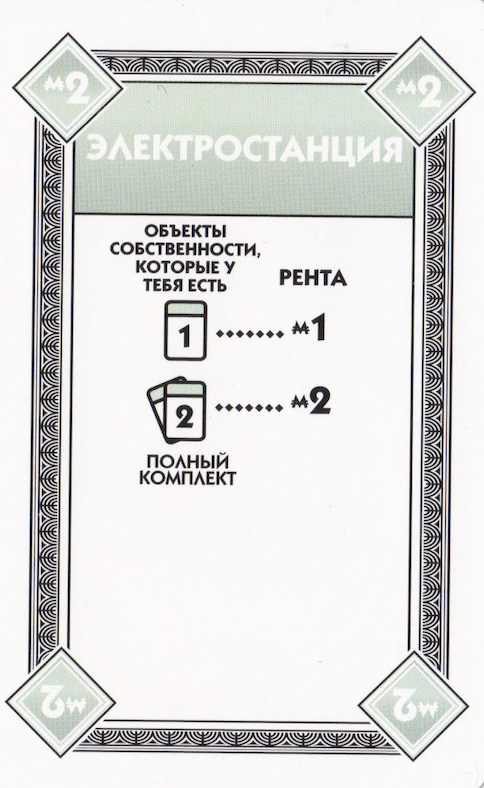 ₩2
₩2
ЭЛЕКТРОСТАНЦИЯ
ОБЪЕКТЫ
СОБСТВЕННОСТИ,
КОТОРЫЕ У
ТЕБЯ ЕСТЬ
РЕНТА
1 ....... ₩1
2 ....... ₩2
ПОЛНЫЙ
КОМПЛЕКТ
₩2
₩2